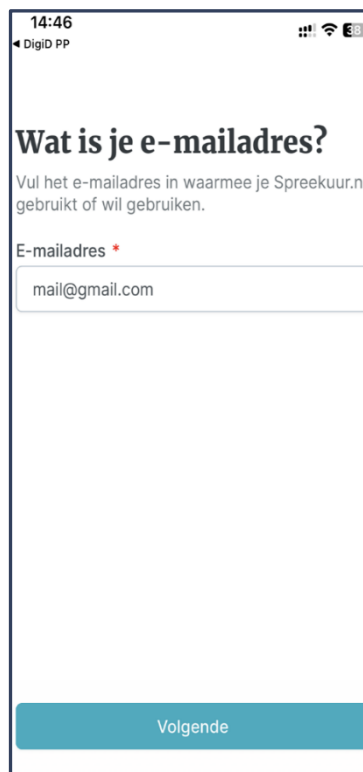 14:46
38
◀ DigiD PP
Wat is je e-mailadres?
Vul het e-mailadres in waarmee je Spreekuur.n
gebruikt of wil gebruiken.
E-mailadres *
mail@gmail.com
Volgende